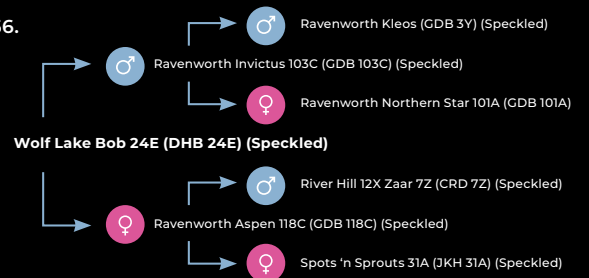 56.
Ravenworth Kleos (GDB 3Y) (Speckled)
Ravenworth Invictus 103C (GDB 103C) (Speckled)
Ravenworth Northern Star 101A (GDB 101A)
Wolf Lake Bob 24E (DHB 24E) (Speckled)
River Hill 12X Zaar 7Z (CRD 7Z) (Speckled)
Ravenworth Aspen 118C (GDB 118C) (Speckled)
Spots ‘n Sprouts 31A (JKH 31A) (Speckled)